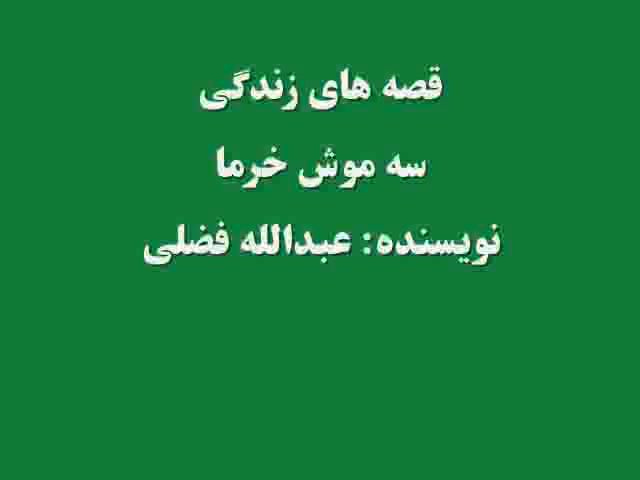 قصه های زندگی
سه موش خرما
نویسنده: عبدالله فضلی